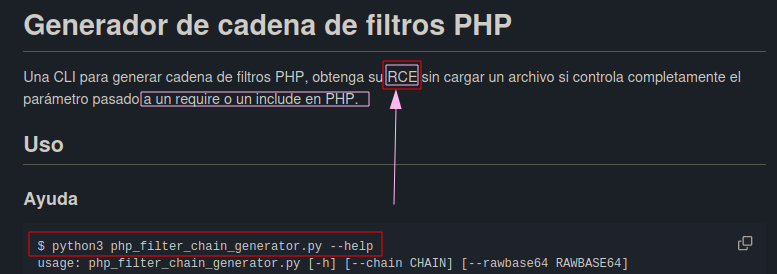 Generador de cadena de filtros PHP
Una CLI para generar cadena de filtros PHP, obtenga su RCE sin cargar un archivo si controla completamente el
parámetro pasado a un require o un include en PHP.
Uso
Ayuda
$ python3 php_filter_chain_generator.py --help
usage: php_filter_chain_generator.py [-h] [--chain CHAIN] [--rawbase64 RAWBASE64]